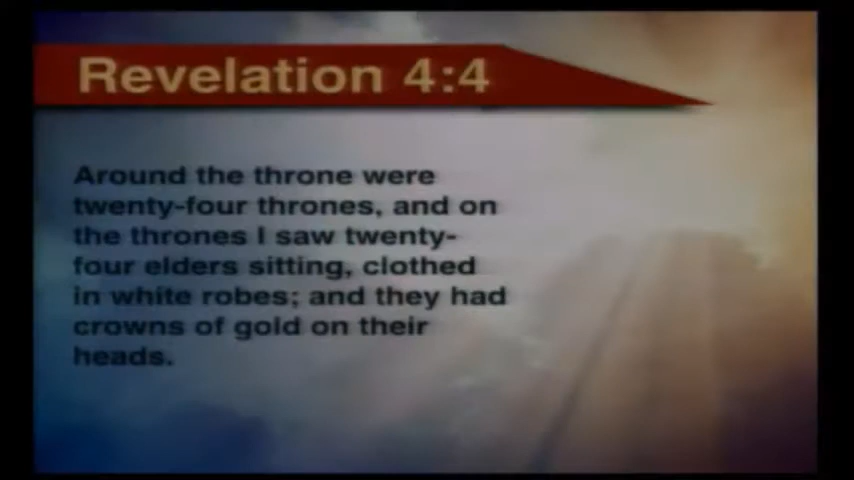 Revelation 4:4
Around the throne were
twenty-four thrones, and on
the thrones I saw twenty-
four elders sitting, clothed
in white robes; and they had
crowns of gold on their
heads.